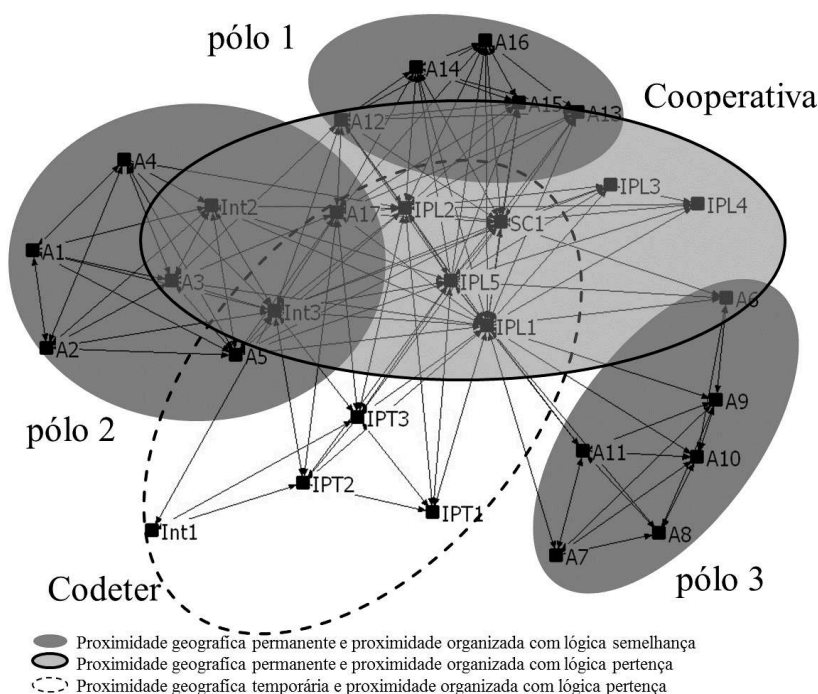 pólo 1
A16
A14
A15
A13
A12
Cooperativa
A4
Int2
A17
IPL2
SC1
IPL3
IPL4
A1
A3
IPL5
Int3
IPL1
A6
A2
A5
pólo 2
IPT3
A9
A11
A10
IPT2
IPT1
Int1
A8
A7
pólo 3
Codeter
Proximidade geografica permanente e proximidade organizada com lógica semelhança
Proximidade geografica permanente e proximidade organizada com lógica pertença
Proximidade geografica temporária e proximidade organizada com lógica pertença